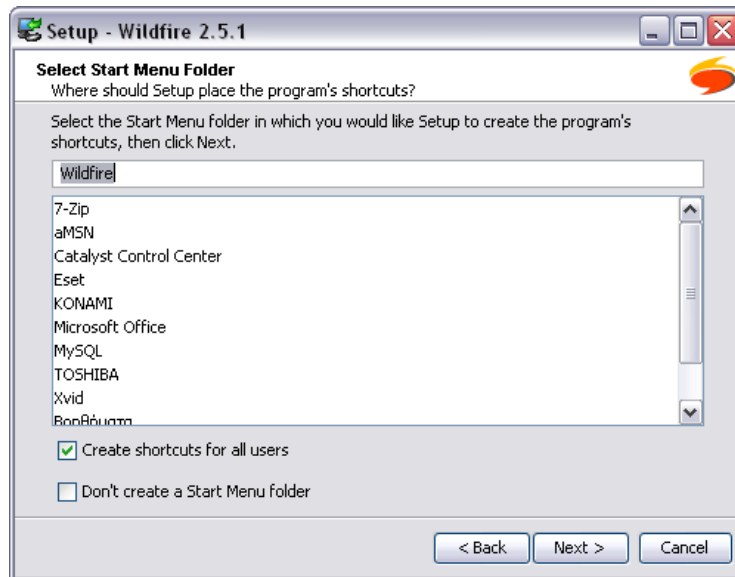 Setup - Wildfire 2.5.1
Select Start Menu Folder
Where should Setup place the program's shortcuts?
Select the Start Menu folder in which you would like Setup to create the program's
shortcuts, then click Next.
Wildfire
7-Zip
aMSN
Catalyst Control Center
Eset
KONAMI
Microsoft Office
MySQL
TOSHIBA
Xvid
Βοηθήματα
Create shortcuts for all users
Don't create a Start Menu folder
< Back Next > Cancel